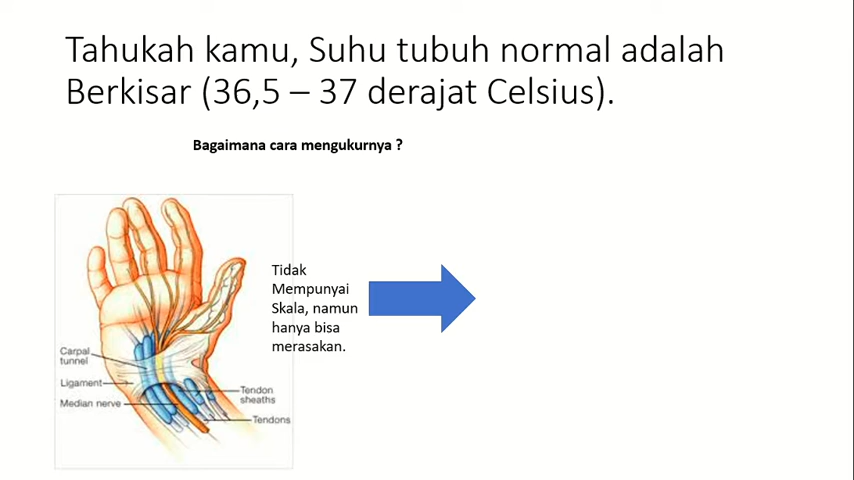 Tahukah kamu, Suhu tubuh normal adalah
Berkisar (36,5 – 37 derajat Celsius).
Bagaimana cara mengukurnya ?
Tidak
Mempunyai
Skala, namun
hanya bisa
merasakan.
Carpal
tunnel
Ligament
Median nerve
Tendon
sheaths
Tendons